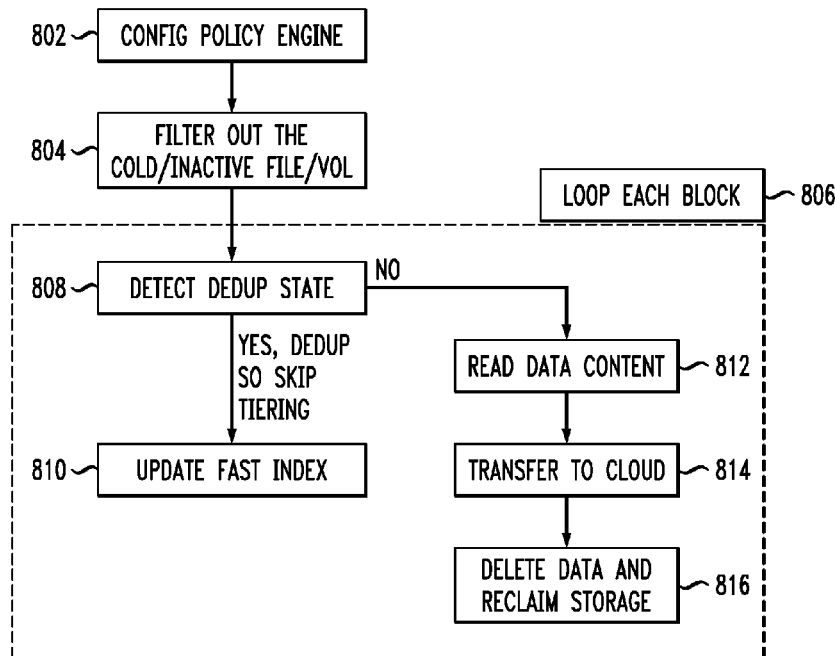 802
CONFIG POLICY ENGINE
804
FILTER OUT THE
COLD/INACTIVE FILE/VOL
LOOP EACH BLOCK
806
808
DETECT DEDUP STATE
NO
YES, DEDUP
SO SKIP
TIERING
READ DATA CONTENT
812
810
UPDATE FAST INDEX
TRANSFER TO CLOUD
814
DELETE DATA AND
RECLAIM STORAGE
816